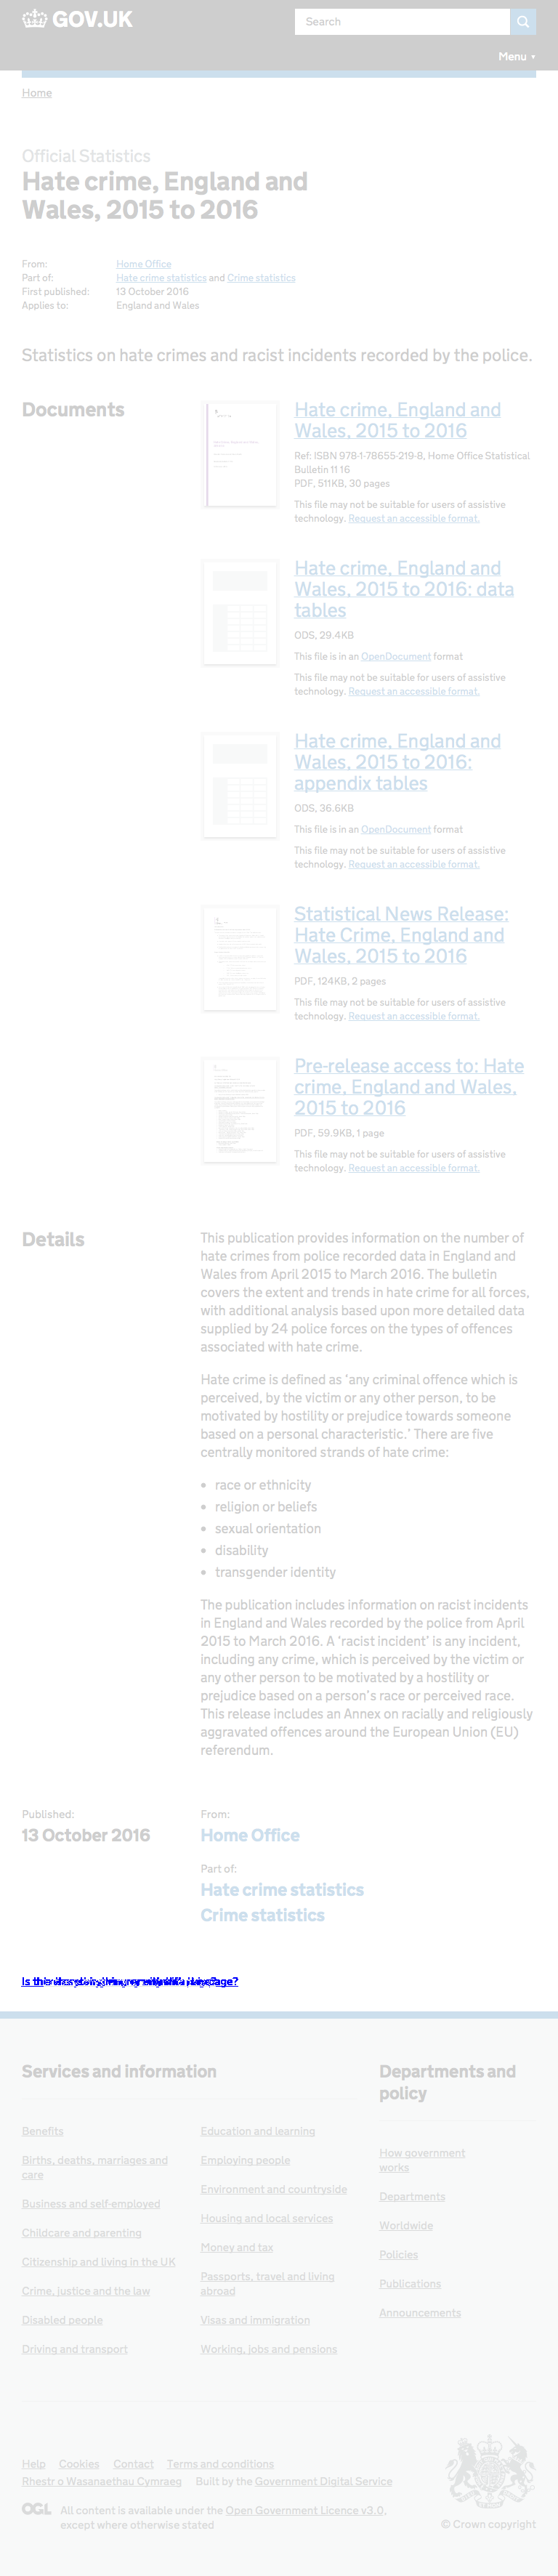 GOV.UK
Search
Menu ▼
Home
Official Statistics
Hate crime, England and
Wales, 2015 to 2016
From: Home Office
Part of: Hate crime statistics and Crime statistics
First published: 13 October 2016
Applies to: England and Wales
Statistics on hate crimes and racist incidents recorded by the police.
Documents
Hate crime, England and
Wales, 2015 to 2016
Ref: ISBN 978-1-78655-219-8, Home Office Statistical
Bulletin 11 16
PDF, 511KB, 30 pages
This file may not be suitable for users of assistive
technology. Request an accessible format.
Hate crime, England and
Wales, 2015 to 2016: data
tables
ODS, 29.4KB
This file is in an OpenDocument format
This file may not be suitable for users of assistive
technology. Request an accessible format.
Hate crime, England and
Wales, 2015 to 2016:
appendix tables
ODS, 36.6KB
This file is in an OpenDocument format
This file may not be suitable for users of assistive
technology. Request an accessible format.
Statistical News Release:
Hate Crime, England and
Wales, 2015 to 2016
PDF, 124KB, 2 pages
This file may not be suitable for users of assistive
technology. Request an accessible format.
Pre-release access to: Hate
crime, England and Wales,
2015 to 2016
PDF, 59.9KB, 1 page
This file may not be suitable for users of assistive
technology. Request an accessible format.
Details
This publication provides information on the number of
hate crimes from police recorded data in England and
Wales from April 2015 to March 2016. The bulletin
covers the extent and trends in hate crime for all forces,
with additional analysis based upon more detailed data
supplied by 24 police forces on the types of offences
associated with hate crime.
Hate crime is defined as ‘any criminal offence which is
perceived, by the victim or any other person, to be
motivated by hostility or prejudice towards someone
based on a personal characteristic.’ There are five
centrally monitored strands of hate crime:
• race or ethnicity
• religion or beliefs
• sexual orientation
• disability
• transgender identity
The publication includes information on racist incidents
in England and Wales recorded by the police from April
2015 to March 2016. A ‘racist incident’ is any incident,
including any crime, which is perceived by the victim or
any other person to be motivated by a hostility or
prejudice based on a person’s race or perceived race.
This release includes an Annex on racially and religiously
aggravated offences around the European Union (EU)
referendum.
Published:
13 October 2016
From:
Home Office
Part of:
Hate crime statistics
Crime statistics
Services and information
Benefits
Births, deaths, marriages and
care
Business and self-employed
Childcare and parenting
Citizenship and living in the UK
Crime, justice and the law
Disabled people
Driving and transport
Education and learning
Employing people
Environment and countryside
Housing and local services
Money and tax
Passports, travel and living
abroad
Visas and immigration
Working, jobs and pensions
Departments and
policy
How government
works
Departments
Worldwide
Policies
Publications
Announcements
Help Cookies Contact Terms and conditions
Rhestr o Wasanaethau Cymraeg Built by the Government Digital Service
OGL All content is available under the Open Government Licence v3.0,
except where otherwise stated
© Crown copyright